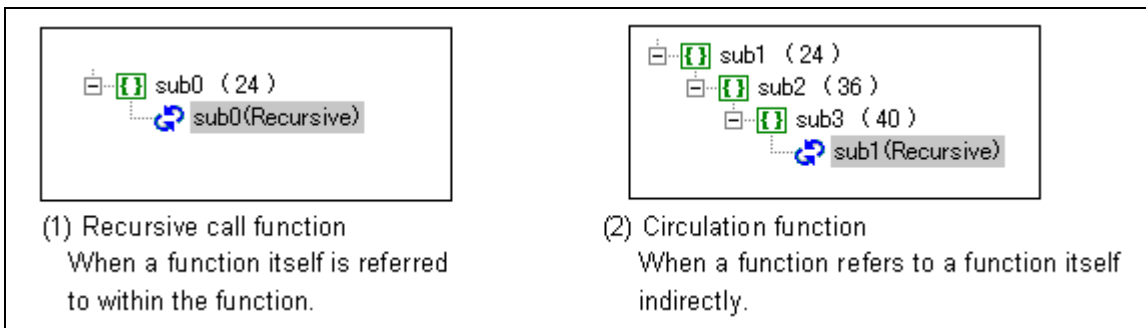 sub0 （24）
sub0(Recursive)
(1) Recursive call function
When a function itself is referred
to within the function.
sub1 （24）
sub2 （36）
sub3 （40）
sub1(Recursive)
(2) Circulation function
When a function refers to a function itself
indirectly.